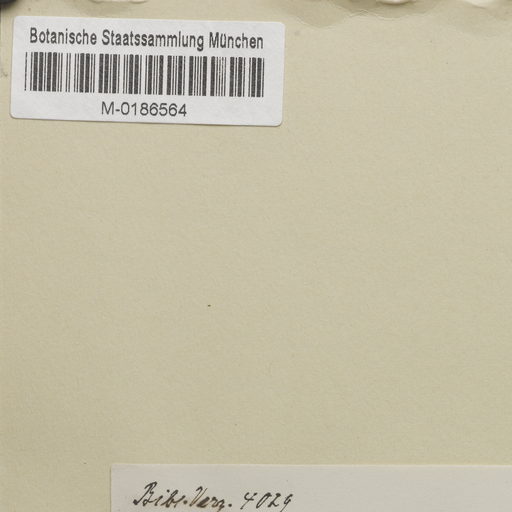 Botanische Staatssammlung München
M-0186564
Bibl. Verz. 4029